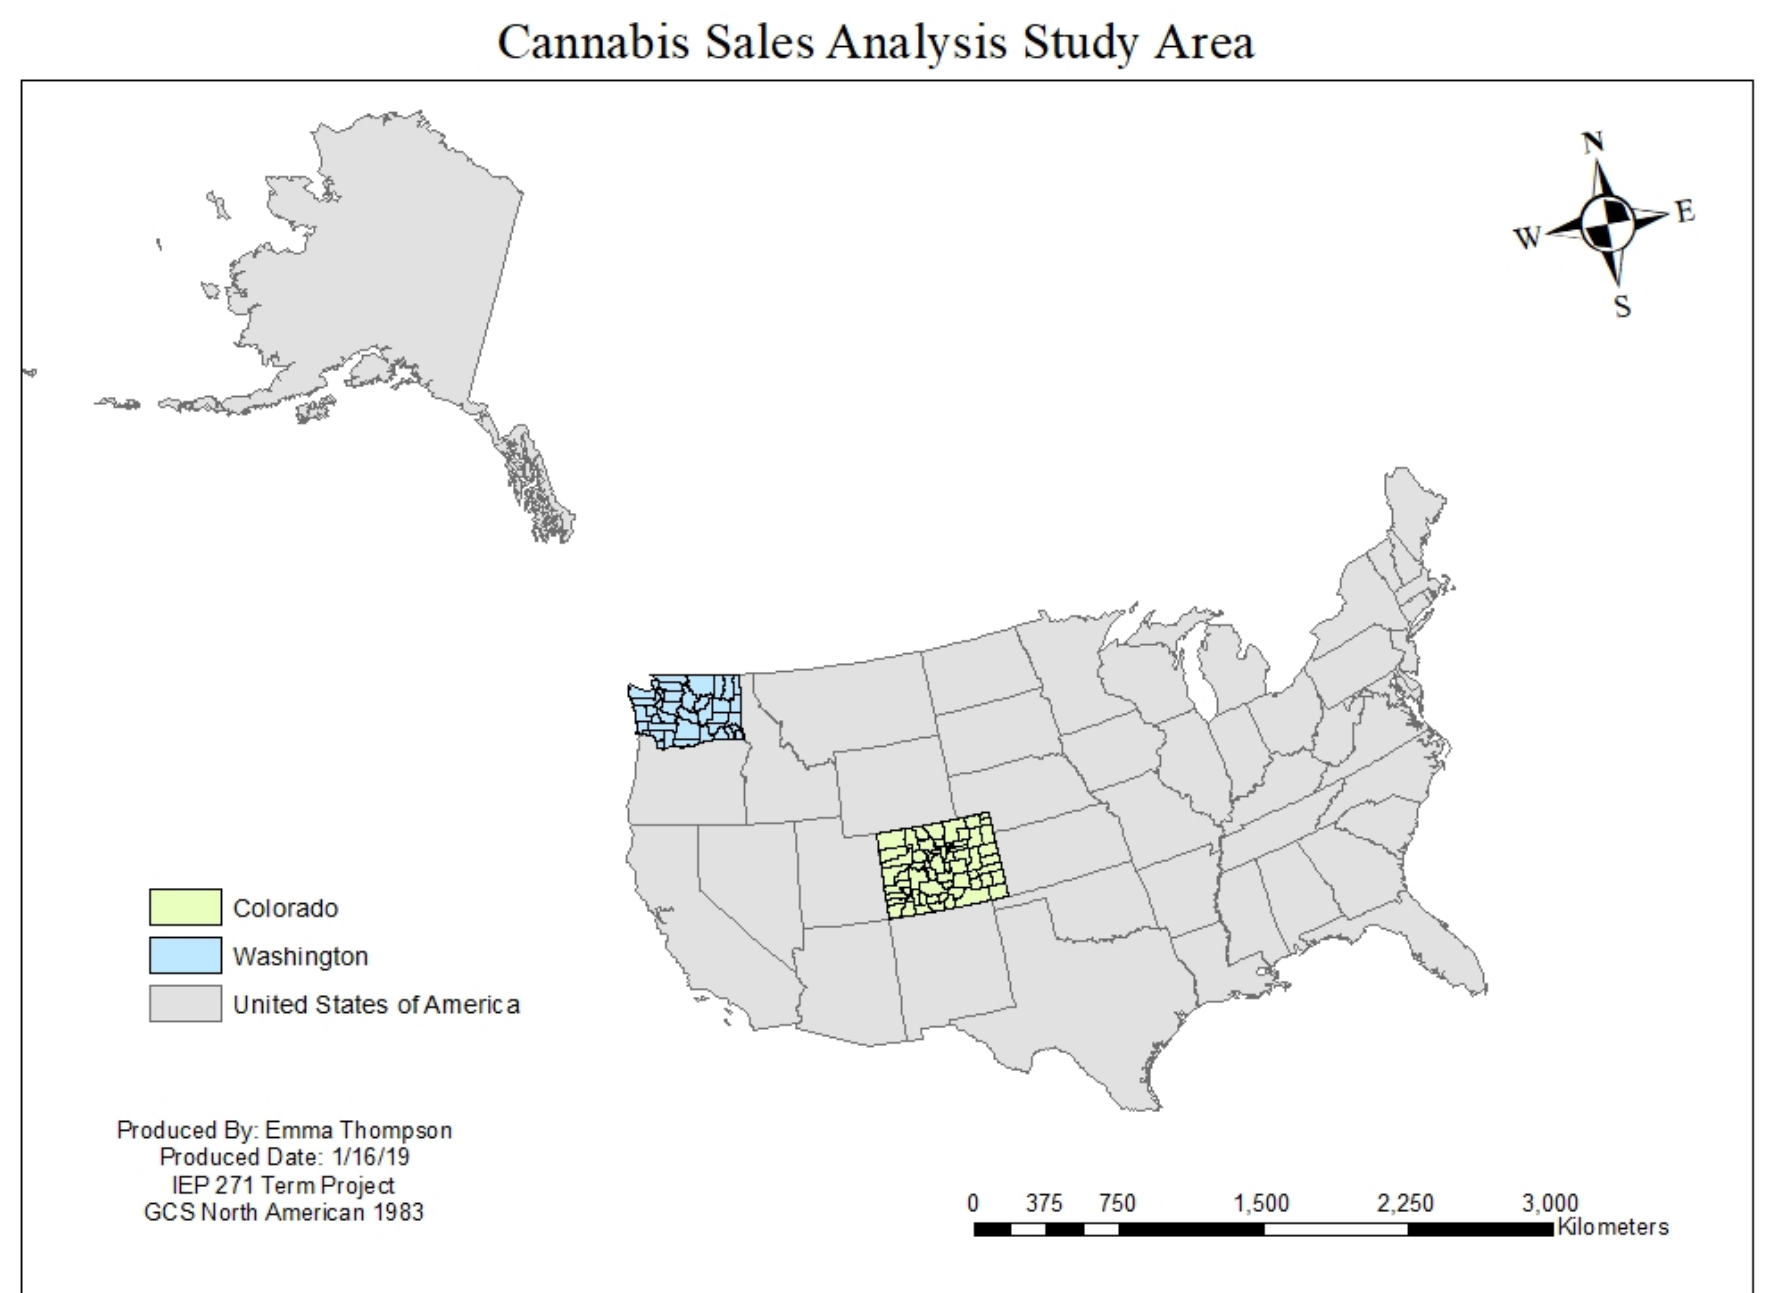 Cannabis Sales Analysis Study Area
N
W
E
S
Colorado
Washington
United States of America
Produced By: Emma Thompson
Produced Date: 1/16/19
IEP 271 Term Project
GCS North American 1983
0 375 750 1,500 2,250 3,000
Kilometers